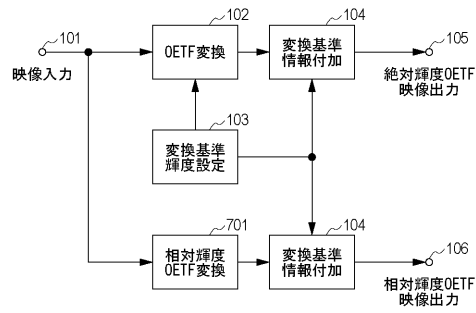 101
映像入力
102
OETF変換
104
変換基準
情報付加
105
絶対輝度OETF
映像出力
103
変換基準
輝度設定
701
相対輝度
OETF変換
104
変換基準
情報付加
106
相対輝度OETF
映像出力